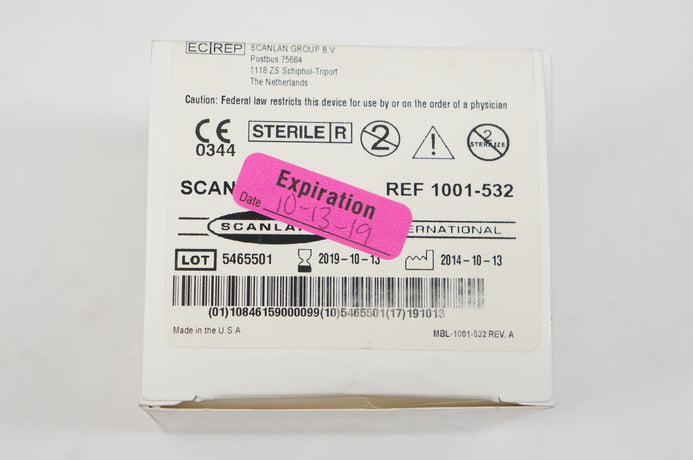 EC REP SCANLAN GROUP B.V.
Postbus 75664
1118 ZS Schiphol-Triport
The Netherlands
Caution: Federal law restricts this device for use by or on the order of a physician
CE
0344
STERILE R
2
2
STERILIZE
SCAN
REF 1001-532
Expiration
Date 10-13-19
SCANLA
ERNATIONAL
LOT 5465501
2019-10-13
2014-10-13
(01)10846159000099(10)5465501(17)191013
Made in the U.S.A.
MBL-1001-532 REV. A